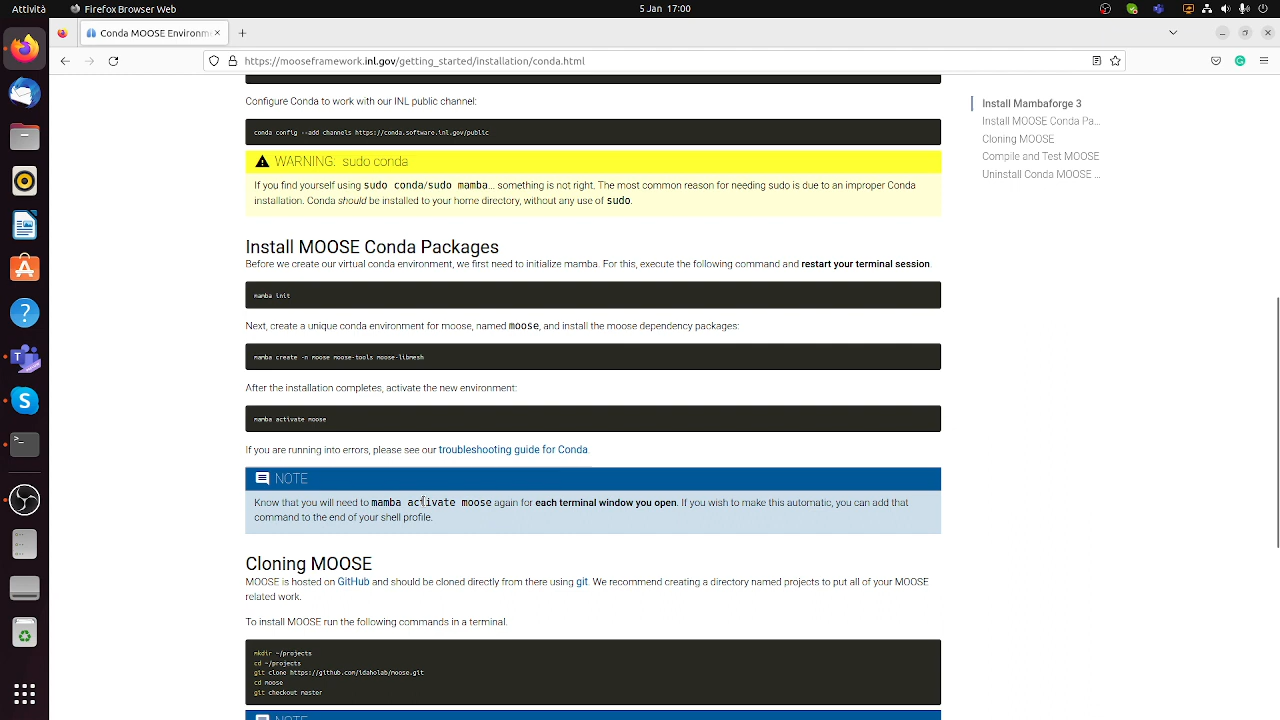 Attività
Firefox Browser Web
5 Jan 17:00
Conda MOOSE Environm
https://mooseframework.inl.gov/getting_started/installation/conda.html
Configure Conda to work with our INL public channel:
conda config --add channels https://conda.software.inl.gov/public
WARNING: sudo conda
If you find yourself using sudo conda/sudo mamba... something is not right. The most common reason for needing sudo is due to an improper Conda
installation. Conda should be installed to your home directory, without any use of sudo.
Install MOOSE Conda Packages
Before we create our virtual conda environment, we first need to initialize mamba. For this, execute the following command and restart your terminal session.
mamba init
Next, create a unique conda environment for moose, named moose, and install the moose dependency packages:
mamba create -n moose moose-tools moose-libmesh
After the installation completes, activate the new environment:
mamba activate moose
If you are running into errors, please see our troubleshooting guide for Conda.
NOTE
Know that you will need to mamba activate moose again for each terminal window you open. If you wish to make this automatic, you can add that
command to the end of your shell profile.
Cloning MOOSE
MOOSE is hosted on GitHub and should be cloned directly from there using git. We recommend creating a directory named projects to put all of your MOOSE
related work.
To install MOOSE run the following commands in a terminal.
mkdir ~/projects
cd ~/projects
git clone https://github.com/idaholab/moose.git
cd moose
git checkout master
NOTE
Install Mambaforge 3
Install MOOSE Conda Pa...
Cloning MOOSE
Compile and Test MOOSE
Uninstall Conda MOOSE ...